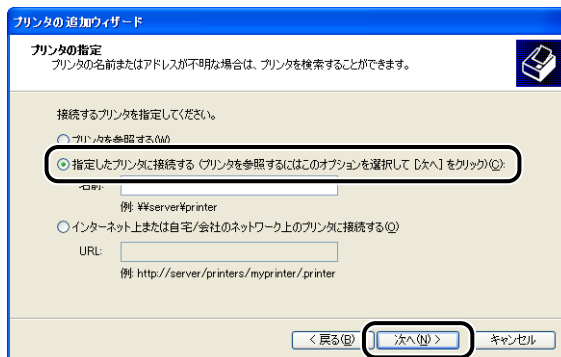 プリンタの追加ウィザード
プリンタの指定
プリンタの名前またはアドレスが不明な場合は、プリンタを検索することができます。
接続するプリンタを指定してください。
プリンタを参照する(W)
指定したプリンタに接続する (プリンタを参照するにはこのオプションを選択して [次へ] をクリック)(C):
名前:
例: ¥¥server¥printer
インターネット上または自宅/会社のネットワーク上のプリンタに接続する(O)
URL:
例: http://server/printers/myprinter/.printer
< 戻る(B) 次へ(N) > キャンセル